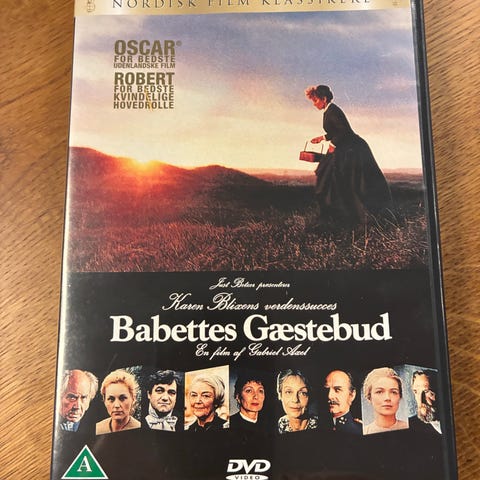 NORDISK FILM KLASSIKERE
OSCAR®
FOR BEDSTE
UDENLANDSKE FILM
ROBERT
FOR BEDSTE
KVINDELIGE
HOVEDROLLE
Just Betzer præsenterer
Karen Blixens verdenssucces
Babettes Gæstebud
En film af Gabriel Axel
A
DVD
VIDEO